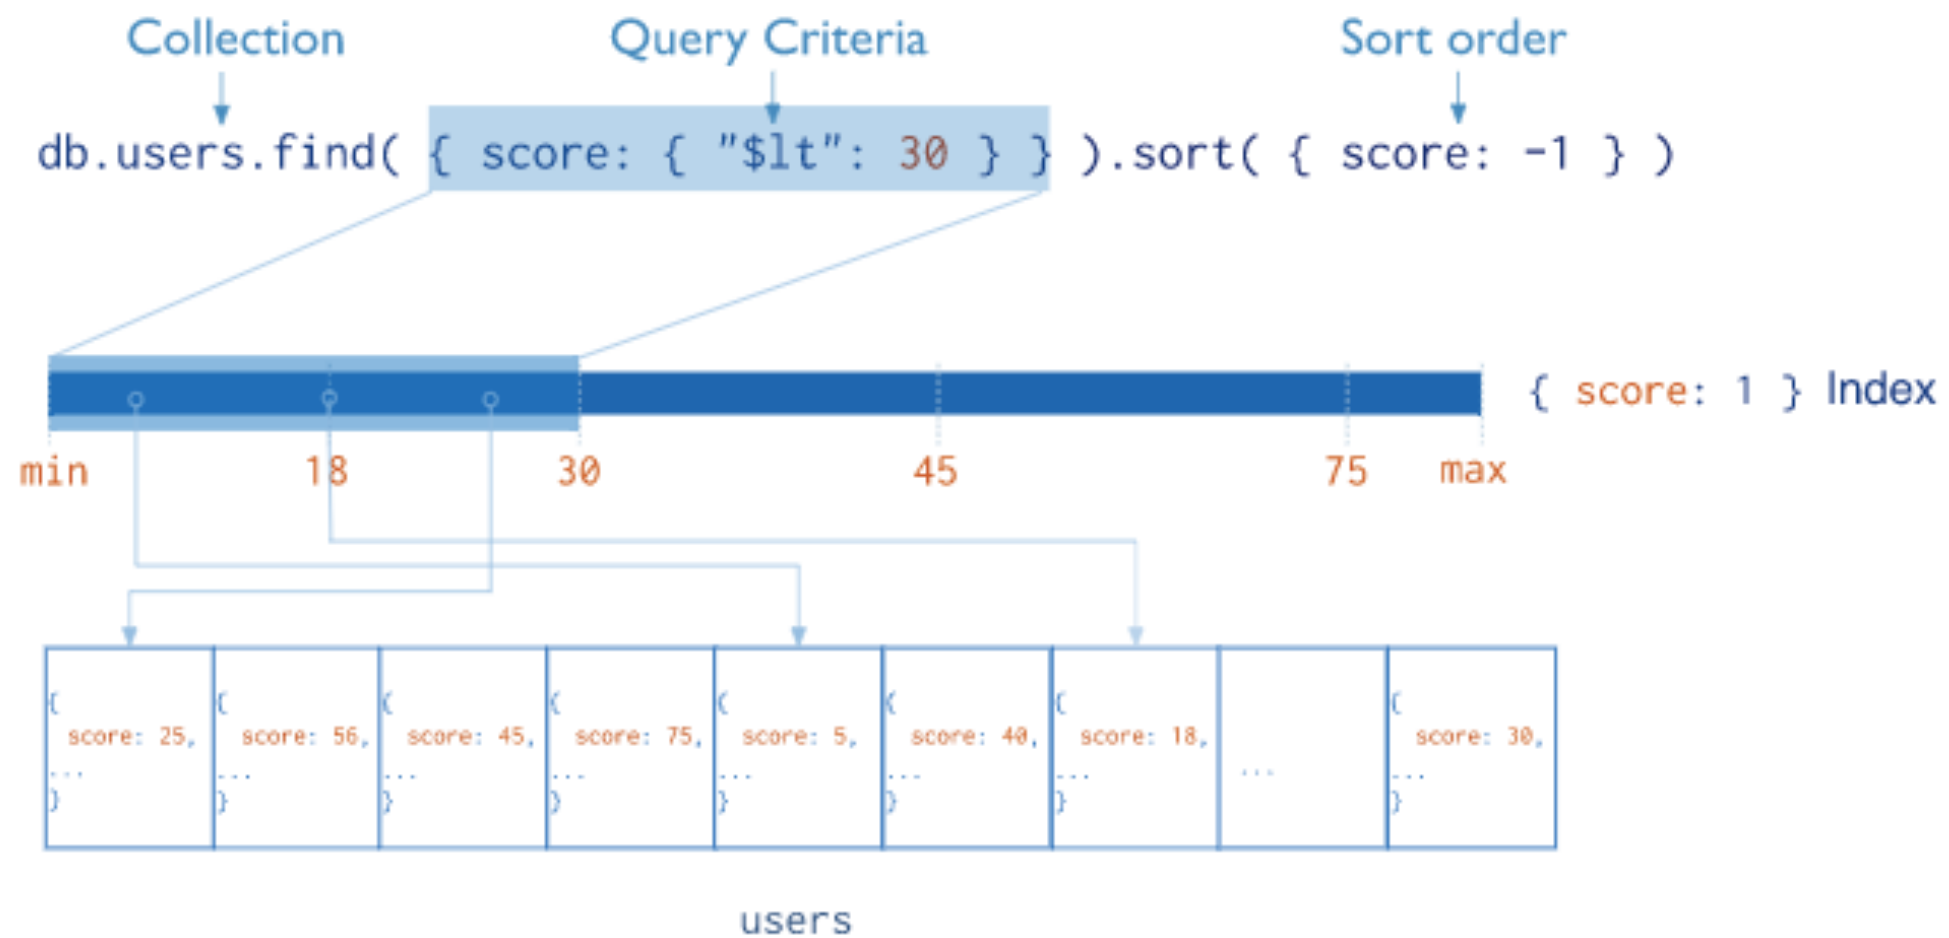 Collection Query Criteria Sort order
db.users.find( { score: { "$lt": 30 } } ).sort( { score: -1 } )
{ score: 1 } Index
min 18 30 45 75 max
{ { { { { { { {
score: 25, score: 56, score: 45, score: 75, score: 5, score: 40, score: 18, score: 30,
... ... ... ... ... ... ... ... ...
} } } } } } } }
users